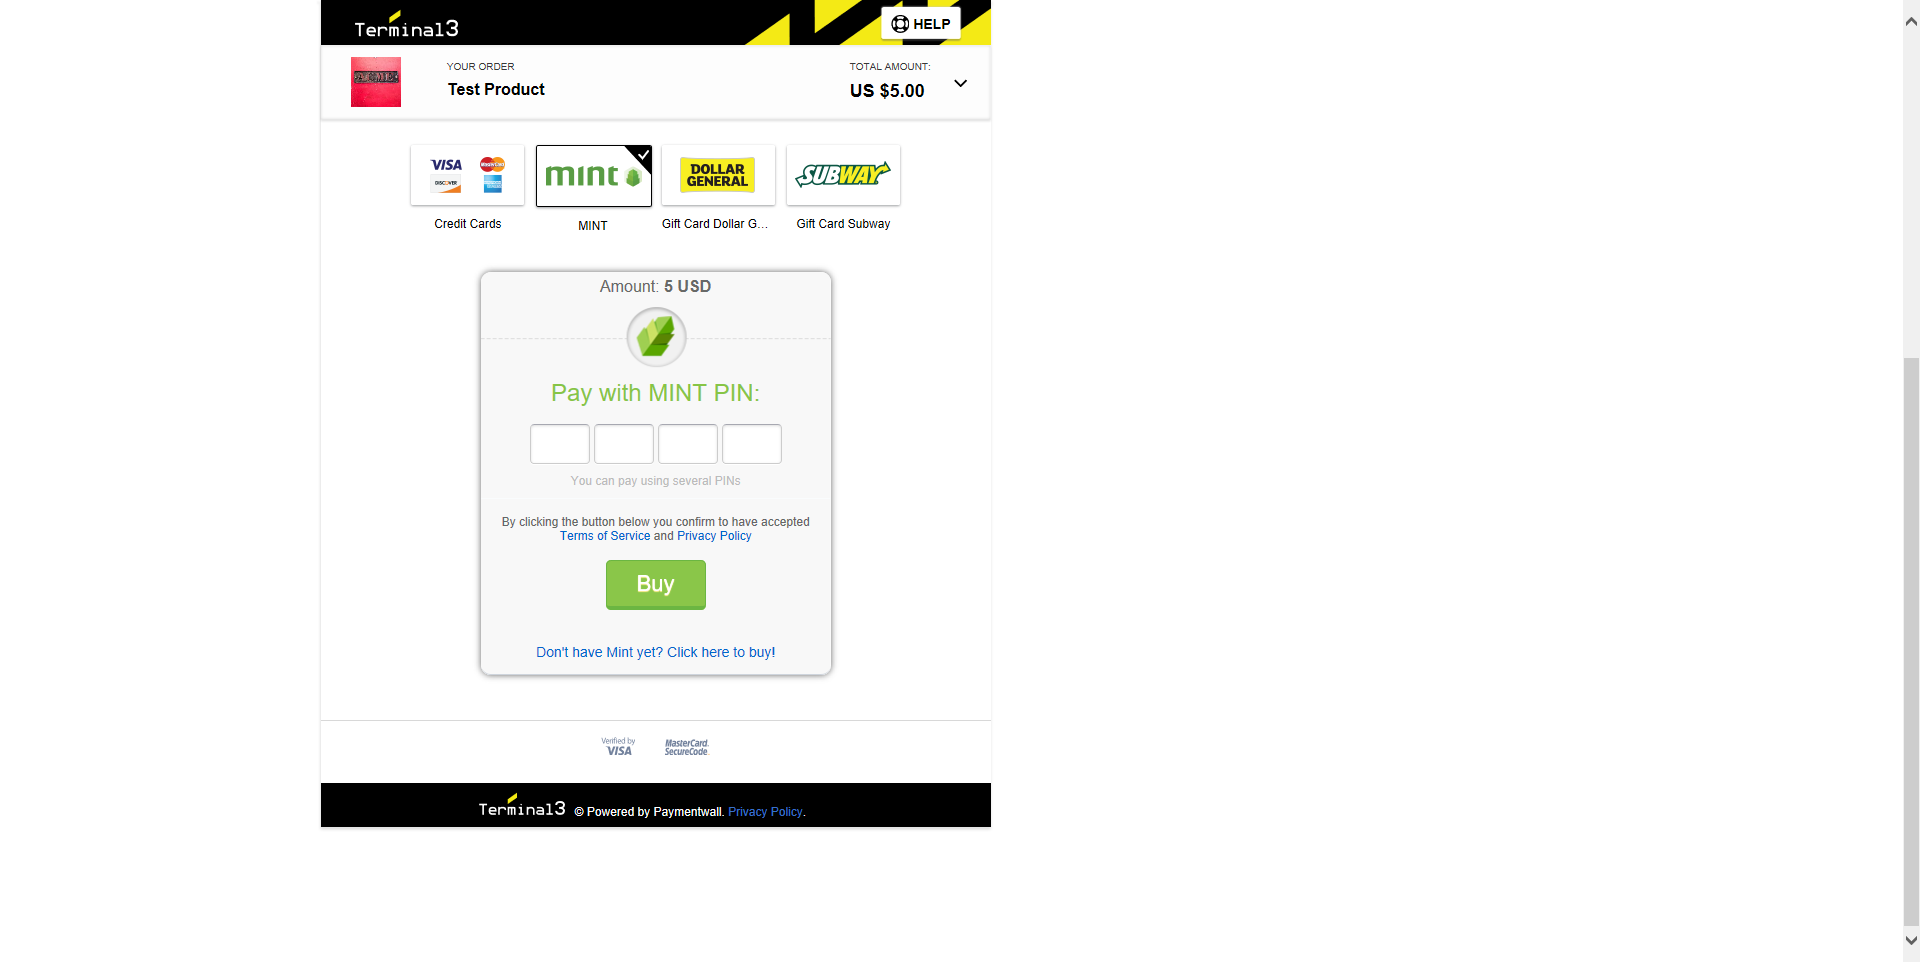 Terminal3
HELP
YOUR ORDER
Test Product
TOTAL AMOUNT:
US $5.00
VISA
MasterCard
DISCOVER
mint
DOLLAR
GENERAL
SUBWAY
Credit Cards
MINT
Gift Card Dollar G...
Gift Card Subway
Amount: 5 USD
Pay with MINT PIN:
You can pay using several PINs
By clicking the button below you confirm to have accepted
Terms of Service and Privacy Policy
Buy
Don't have Mint yet? Click here to buy!
Verified by
VISA
MasterCard.
SecureCode.
Terminal3 © Powered by Paymentwall. Privacy Policy.